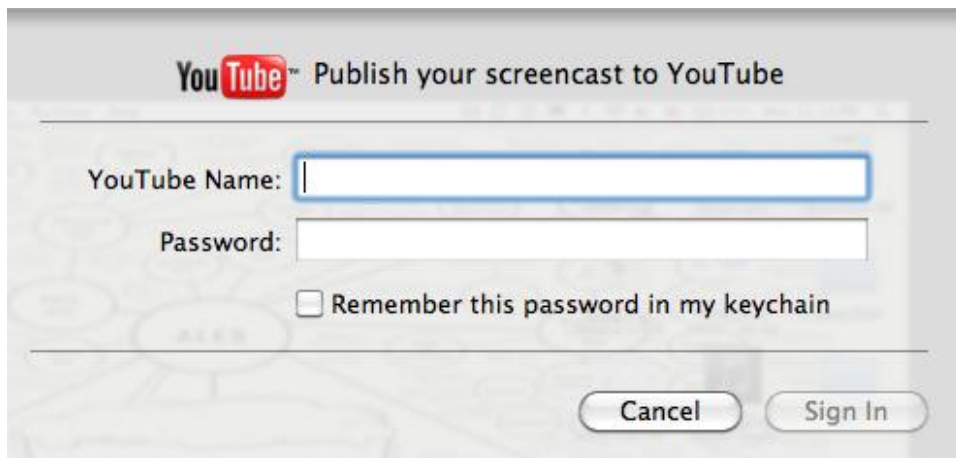 YouTube™ Publish your screencast to YouTube
YouTube Name:
Password:
Remember this password in my keychain
Cancel Sign In